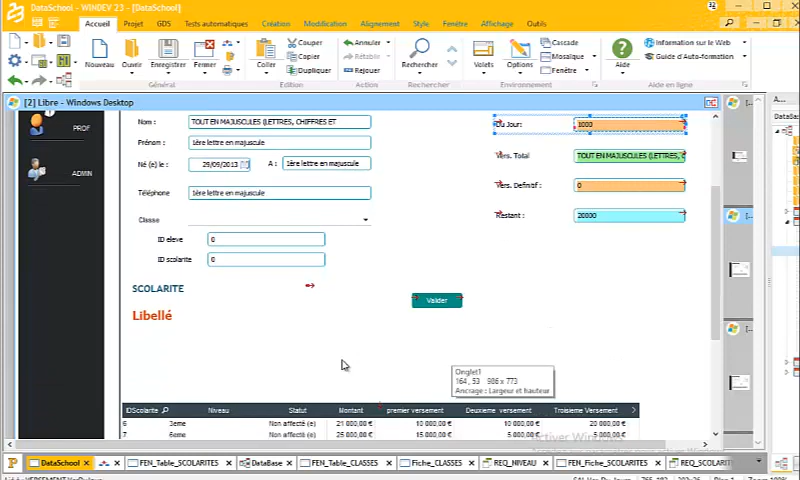 DataSchool - WINDEV 23
Accueil Projet GDS Tests automatiques Création Modification Alignement Style Fenêtre Affichage Outils
Nouveau Ouvrir Enregistrer Fermer Coller Couper Copier Dupliquer Annuler Rétablir Rejouer Rechercher Volets Options Cascade Mosaïque Fenêtre Aide Information sur le Web Guide d'Auto-formation
Général Edition Environnement Aide en ligne
[2] Libre - Windows Desktop
A...
DataBas
PROF
ADMIN
Nom : TOUT EN MAJUSCULES (LETTRES, CHIFFRES ET
Prénom : 1ère lettre en majuscule
Né (e) le : 29/09/2013 A : 1ère lettre en majuscule
Téléphone 1ère lettre en majuscule
Classe
ID eleve 0
ID scolarite 0
Du Jour: 1000
Vers. Total TOUT EN MAJUSCULES (LETTRES, C
Vers. Definitif : 0
Restant : 20000
SCOLARITE
Valider
Libellé
Onglet1
164 , 53 986 x 773
Ancrage : Largeur et hauteur
IDScolarite Niveau Statut Montant premier versement Deuxieme versement Troisieme Versement
6 3eme Non affecté (e) 21 000,00 € 10 000,00 € 10 000,00 €
7 6eme Non affecté (e) 25 000,00 € 15 000,00 € 5 000,00 € 5 000,00 €
Activer Windows
DataSchool FEN_Table_SCOLARITES DataBase FEN_Table_CLASSES Fiche_CLASSES REQ_NIVEAU FEN_Fiche_SCOLARITES REQ_SCOLARIT